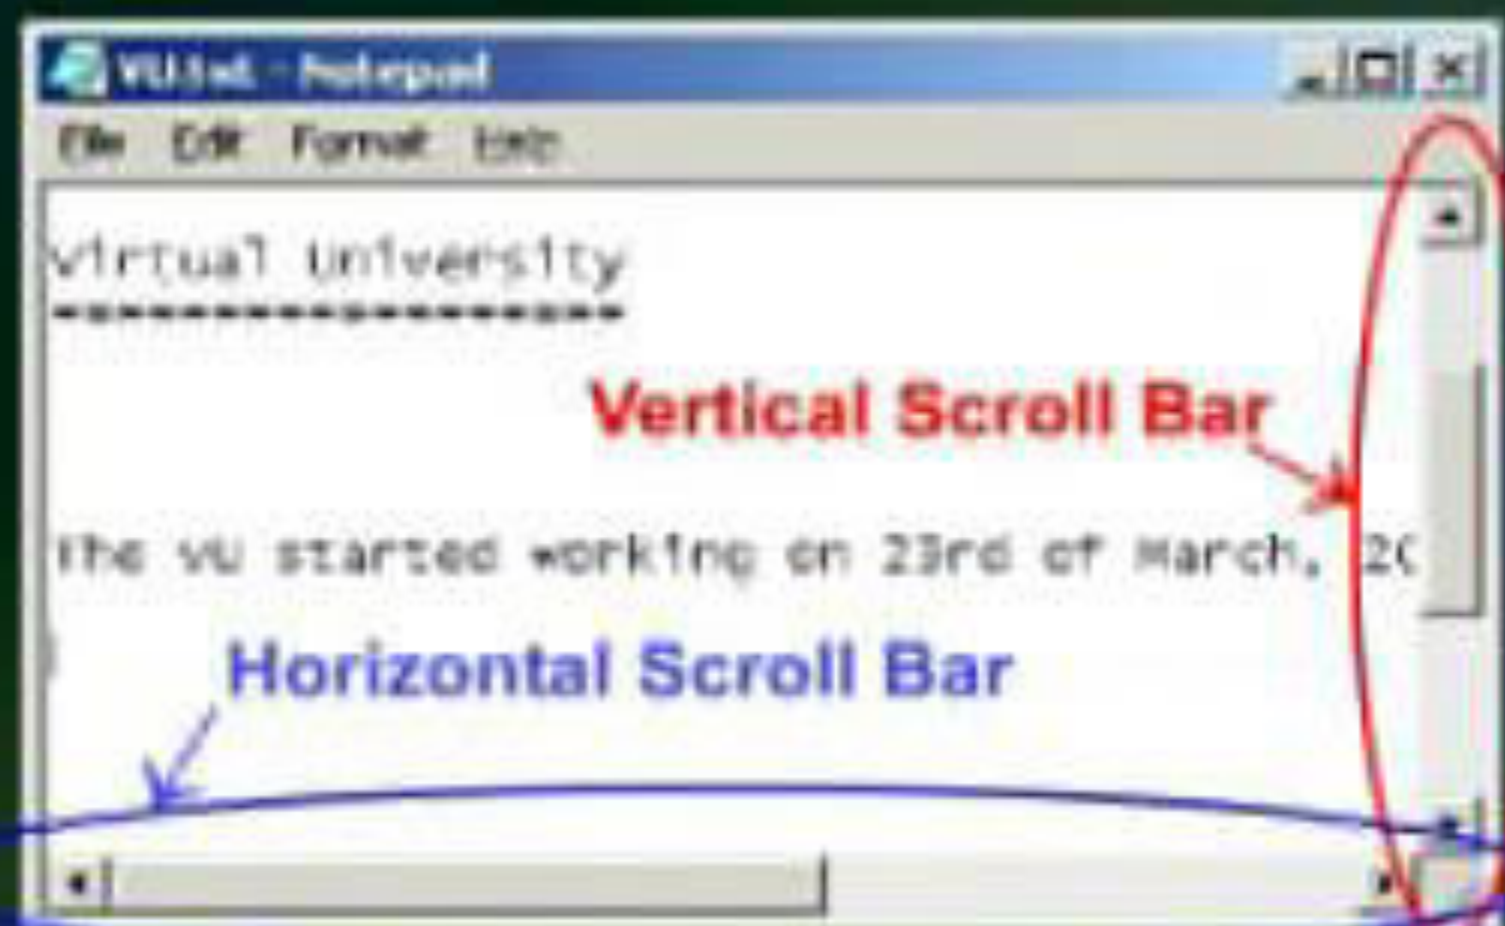 VU.txt - Notepad
File Edit Format Help
Virtual University
-------------------
Vertical Scroll Bar
The VU started working on 23rd of March, 20
Horizontal Scroll Bar